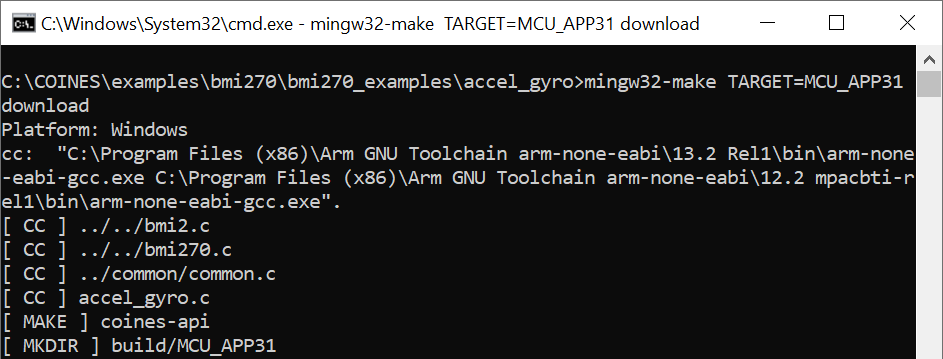 C:\Windows\System32\cmd.exe - mingw32-make  TARGET=MCU_APP31 download
C:\COINES\examples\bmi270\bmi270_examples\accel_gyro>mingw32-make TARGET=MCU_APP31
download
Platform: Windows
cc:  "C:\Program Files (x86)\Arm GNU Toolchain arm-none-eabi\13.2 Rel1\bin\arm-none
-eabi-gcc.exe C:\Program Files (x86)\Arm GNU Toolchain arm-none-eabi\12.2 mpacbti-r
el1\bin\arm-none-eabi-gcc.exe".
[ CC ] ../../bmi2.c
[ CC ] ../../bmi270.c
[ CC ] ../common/common.c
[ CC ] accel_gyro.c
[ MAKE ] coines-api
[ MKDIR ] build/MCU_APP31